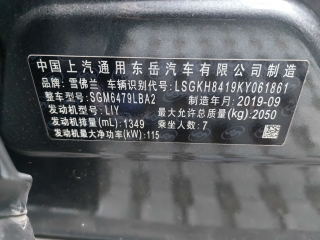 中国上汽通用东岳汽车有限公司制造
品牌：雪佛兰 车辆识别代号：LSGKH8419KY061861
整车型号：SGM6479LBA2 制造年月：2019-09
发动机型号：LIY 最大允许总质量(kg)：2050
发动机排量(mL)：1349 乘坐人数：7
发动机最大净功率(kW)：115